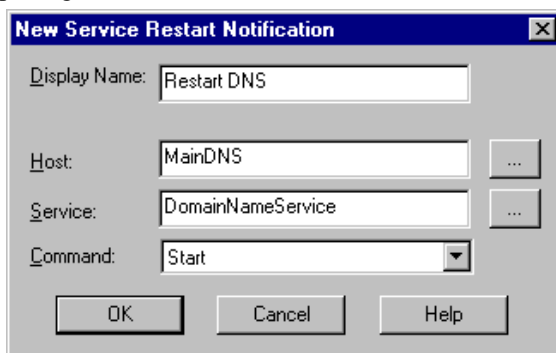 New Service Restart Notification
Display Name: Restart DNS
Host: MainDNS ...
Service: DomainNameService ...
Command: Start
OK Cancel Help